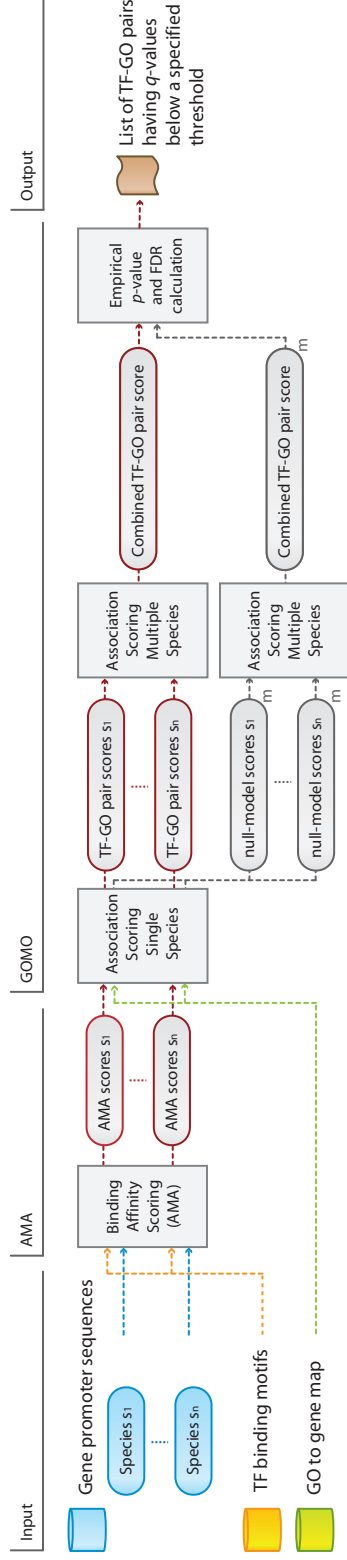 Input
AMA
GOMO
Output
Gene promoter sequences
Species s1
Species sn
TF binding motifs
GO to gene map
Binding
Affinity
Scoring
(AMA)
AMA scores s1
AMA scores sn
Association
Scoring
Single
Species
TF-GO pair scores s1
TF-GO pair scores sn
null-model scores s1
m
null-model scores sn
m
Association
Scoring
Multiple
Species
Association
Scoring
Multiple
Species
Combined TF-GO pair score
Combined TF-GO pair score
m
Empirical
p-value
and FDR
calculation
List of TF-GO pairs
having q-values
below a specified
threshold